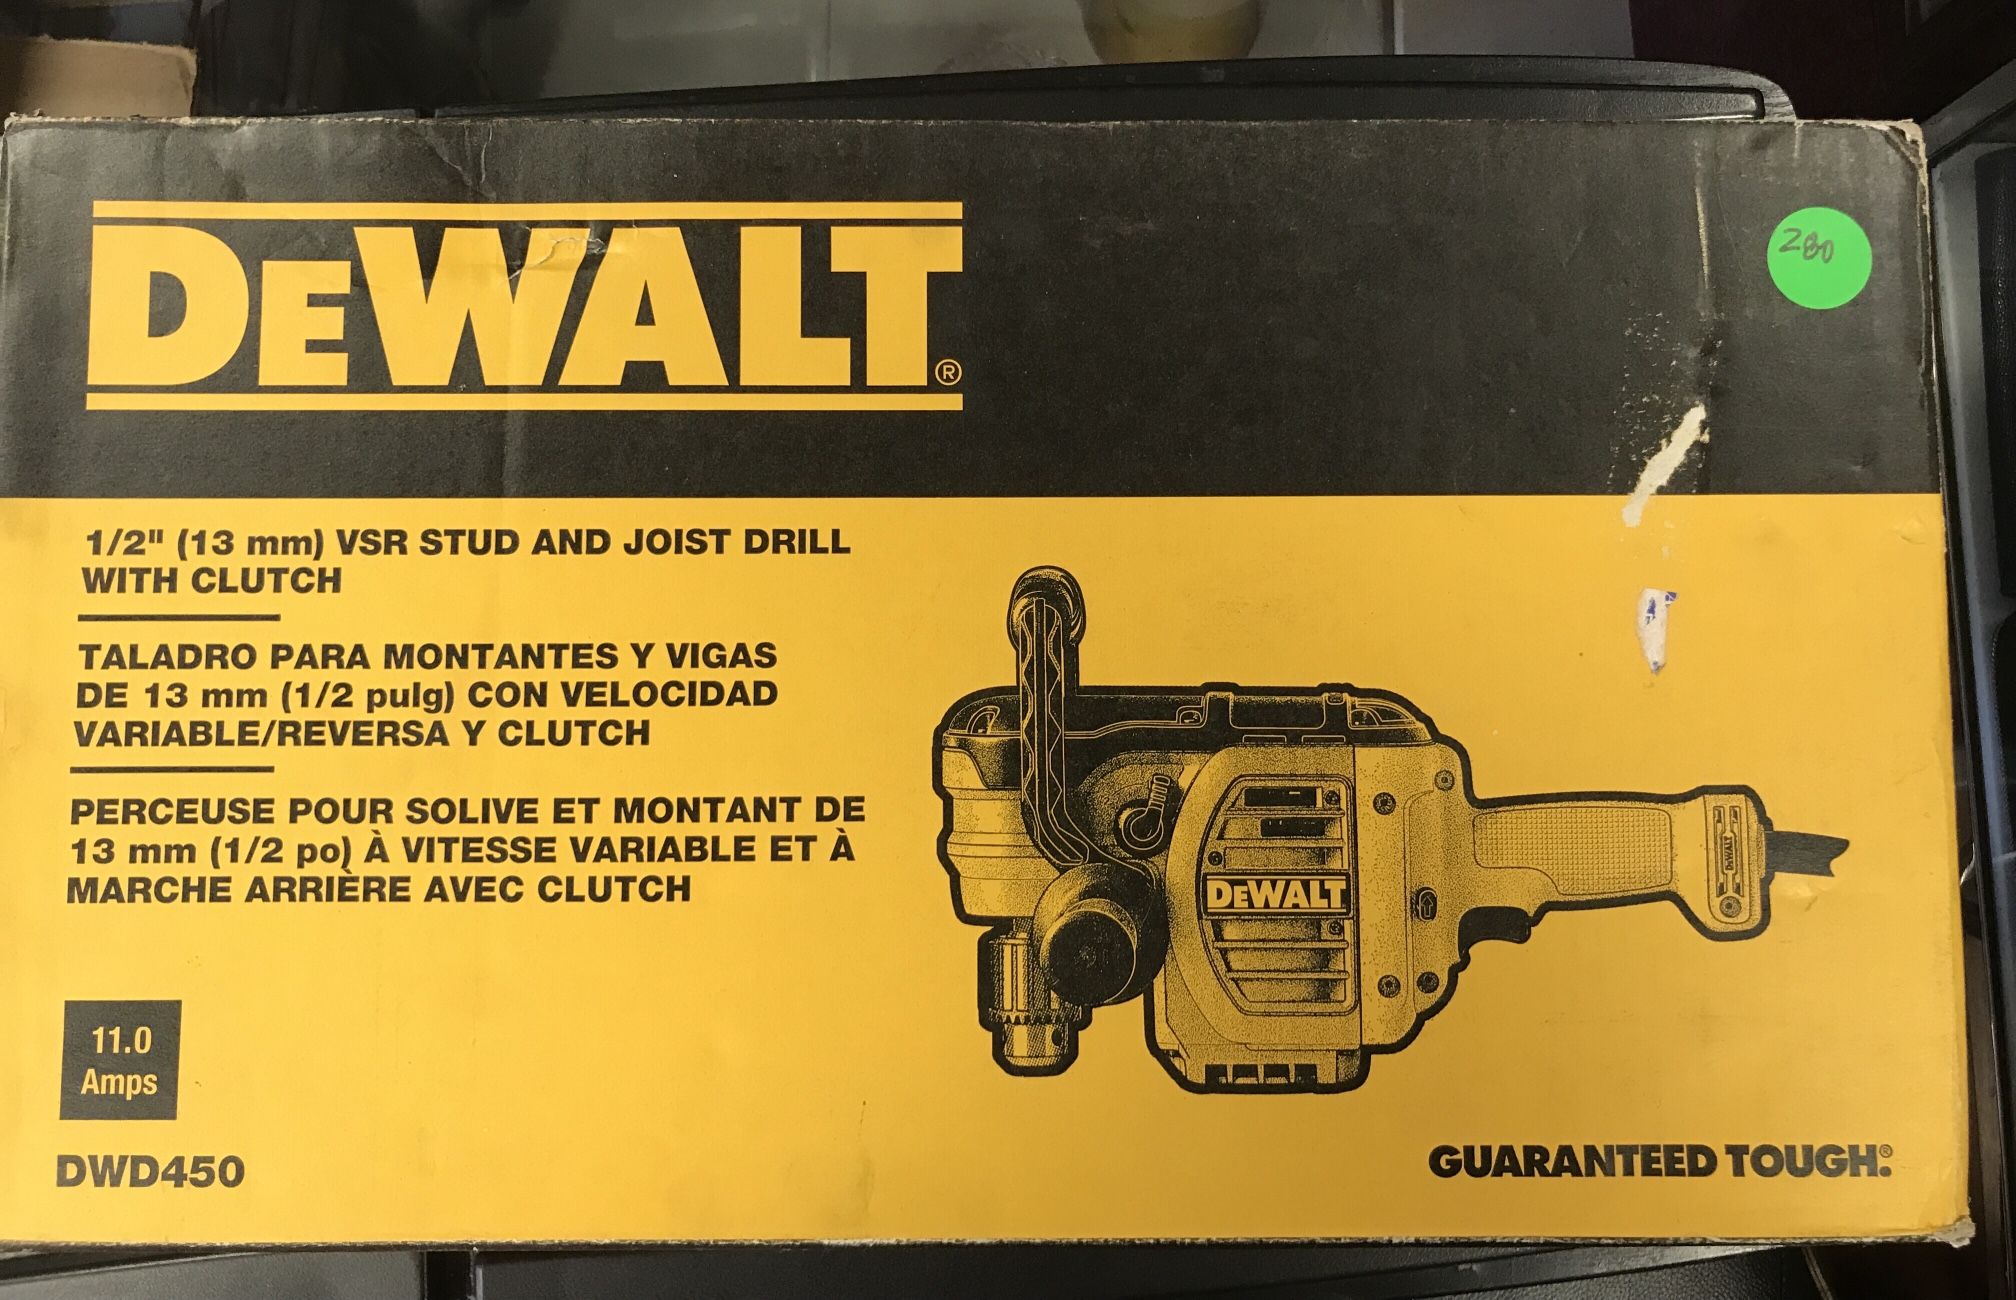 DEWALT®
280
1/2" (13 mm) VSR STUD AND JOIST DRILL
WITH CLUTCH
TALADRO PARA MONTANTES Y VIGAS
DE 13 mm (1/2 pulg) CON VELOCIDAD
VARIABLE/REVERSA Y CLUTCH
PERCEUSE POUR SOLIVE ET MONTANT DE
13 mm (1/2 po) À VITESSE VARIABLE ET À
MARCHE ARRIÈRE AVEC CLUTCH
DEWALT
DEWALT
11.0
Amps
DWD450
GUARANTEED TOUGH.®